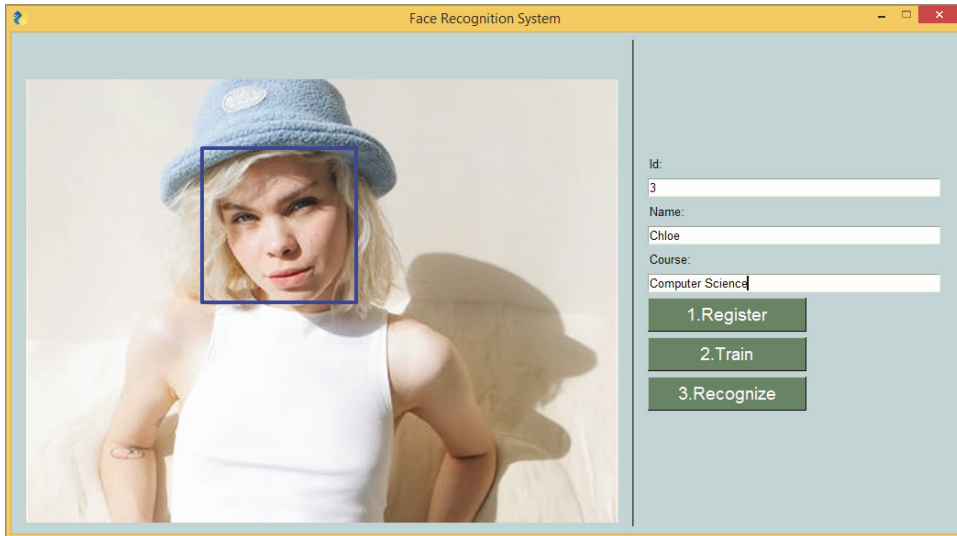 Face Recognition System
Id:
3
Name:
Chloe
Course:
Computer Science
1.Register
2.Train
3.Recognize